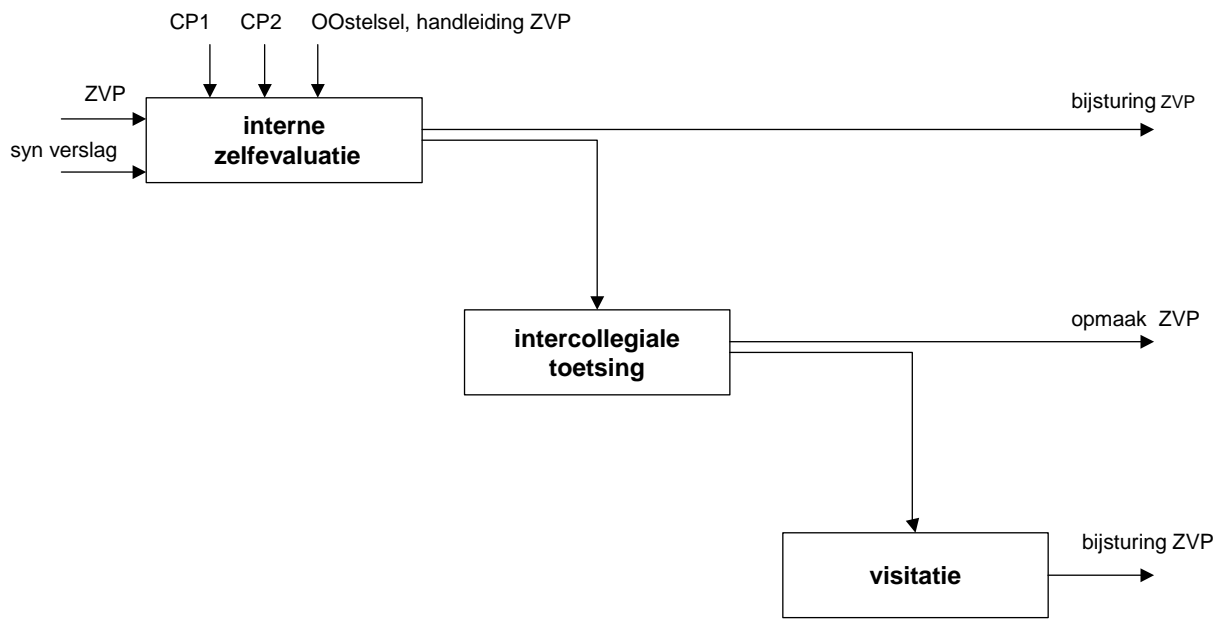 CP1 CP2 OOstelsel, handleiding ZVP
ZVP
syn verslag
interne
zelfevaluatie
bijsturing ZVP
intercollegiale
toetsing
opmaak ZVP
visitatie
bijsturing ZVP